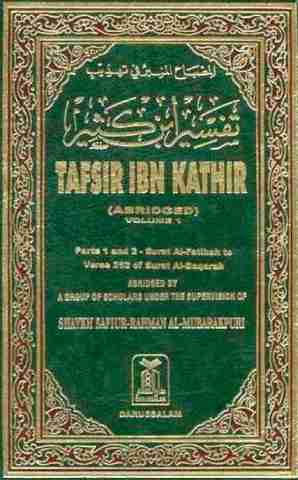 المصباح المنير في تهذيب
تفسير ابن كثير
TAFSIR IBN KATHIR
(ABRIDGED)
VOLUME 1
Parts 1 and 2 - Surat Al-Fatihah to
Verse 252 of Surat Al-Baqarah
ABRIDGED BY
A GROUP OF SCHOLARS UNDER THE SUPERVISION OF
SHAYKH SAFIUR-RAHMAN AL-MUBARAKPURI
DARUSSALAM